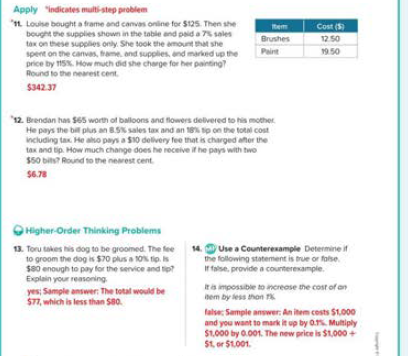 Apply *indicates multi-step problem
*11. Louise bought a frame and canvas online for $125. Then she
bought the supplies shown in the table and paid a 7% sales
tax on these supplies only. She took the amount that she
spent on the canvas, frame, and supplies, and marked up the
price by 115%. How much did she charge for her painting?
Round to the nearest cent.
$342.37
Item Cost ($)
Brushes 12.50
Paint 19.50
*12. Brendan has $65 worth of balloons and flowers delivered to his mother.
He pays the bill plus an 8.5% sales tax and an 18% tip on the total cost
including tax. He also pays a $10 delivery fee that is charged after the
tax and tip. How much change does he receive if he pays with two
$50 bills? Round to the nearest cent.
$6.78
Higher-Order Thinking Problems
13. Toru takes his dog to be groomed. The fee
to groom the dog is $70 plus a 10% tip. Is
$80 enough to pay for the service and tip?
Explain your reasoning.
yes; Sample answer: The total would be
$77, which is less than $80.
14. Use a Counterexample Determine if
the following statement is true or false.
If false, provide a counterexample.
It is impossible to increase the cost of an
item by less than 1%.
false; Sample answer: An item costs $1,000
and you want to mark it up by 0.1%. Multiply
$1,000 by 0.001. The new price is $1,000 +
$1, or $1,001.